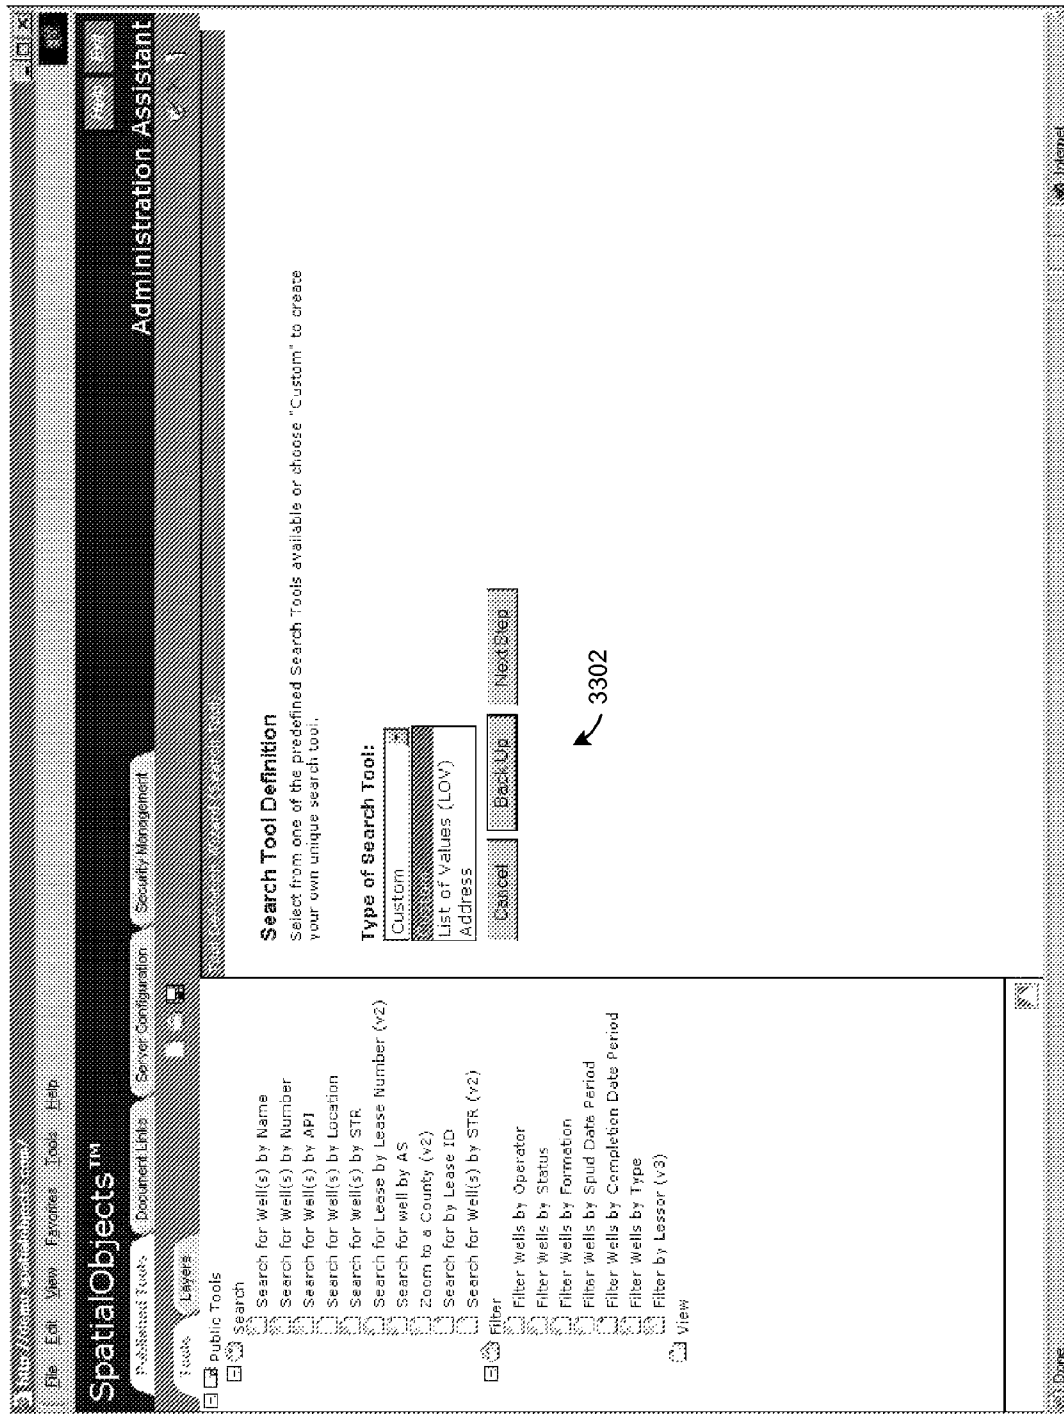 File Edit View Favorites Tools Help
SpatialObjects™
Administration Assistant
Published Tools Document Links Server Configuration Security Management
Tools Layers
Public Tools
Search
Search for Well(s) by Name
Search for Well(s) by Number
Search for Well(s) by API
Search for Well(s) by Location
Search for Well(s) by STR
Search for Lease by Lease Number (v2)
Search for well by AS
Zoom to a County (v2)
Search for by Lease ID
Search for Well(s) by STR (v2)
Filter
Filter Wells by Operator
Filter Wells by Status
Filter Wells by Formation
Filter Wells by Spud Date Period
Filter Wells by Completion Date Period
Filter Wells by Type
Filter by Lessor (v3)
View
Search Tool Definition
Select from one of the predefined Search Tools available or choose "Custom" to create
your own unique search tool.
Type of Search Tool:
Custom
List of Values (LOV)
Address
Cancel Back Up Next Step
3302
Done
Internet